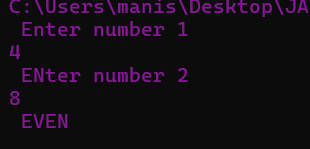 C:\Users\manis\Desktop\JA
Enter number 1
4
ENter number 2
8
EVEN